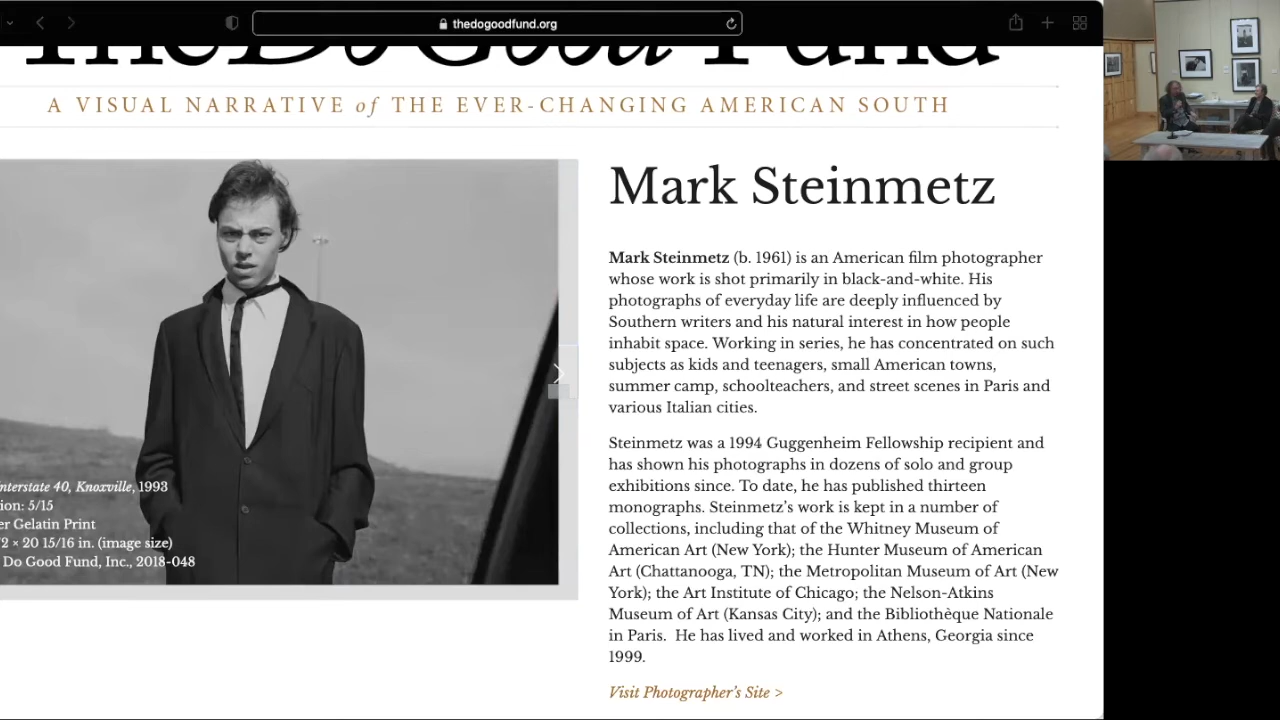 thedogoodfund.org
The Do Good Fund
A VISUAL NARRATIVE of THE EVER-CHANGING AMERICAN SOUTH
Mark Steinmetz
Mark Steinmetz (b. 1961) is an American film photographer
whose work is shot primarily in black-and-white. His
photographs of everyday life are deeply influenced by
Southern writers and his natural interest in how people
inhabit space. Working in series, he has concentrated on such
subjects as kids and teenagers, small American towns,
summer camp, schoolteachers, and street scenes in Paris and
various Italian cities.
Steinmetz was a 1994 Guggenheim Fellowship recipient and
has shown his photographs in dozens of solo and group
exhibitions since. To date, he has published thirteen
monographs. Steinmetz’s work is kept in a number of
collections, including that of the Whitney Museum of
American Art (New York); the Hunter Museum of American
Art (Chattanooga, TN); the Metropolitan Museum of Art (New
York); the Art Institute of Chicago; the Nelson-Atkins
Museum of Art (Kansas City); and the Bibliothèque Nationale
in Paris.  He has lived and worked in Athens, Georgia since
1999.
Visit Photographer’s Site >
nterstate 40, Knoxville, 1993
ion: 5/15
er Gelatin Print
/2 × 20 15/16 in. (image size)
Do Good Fund, Inc., 2018-048